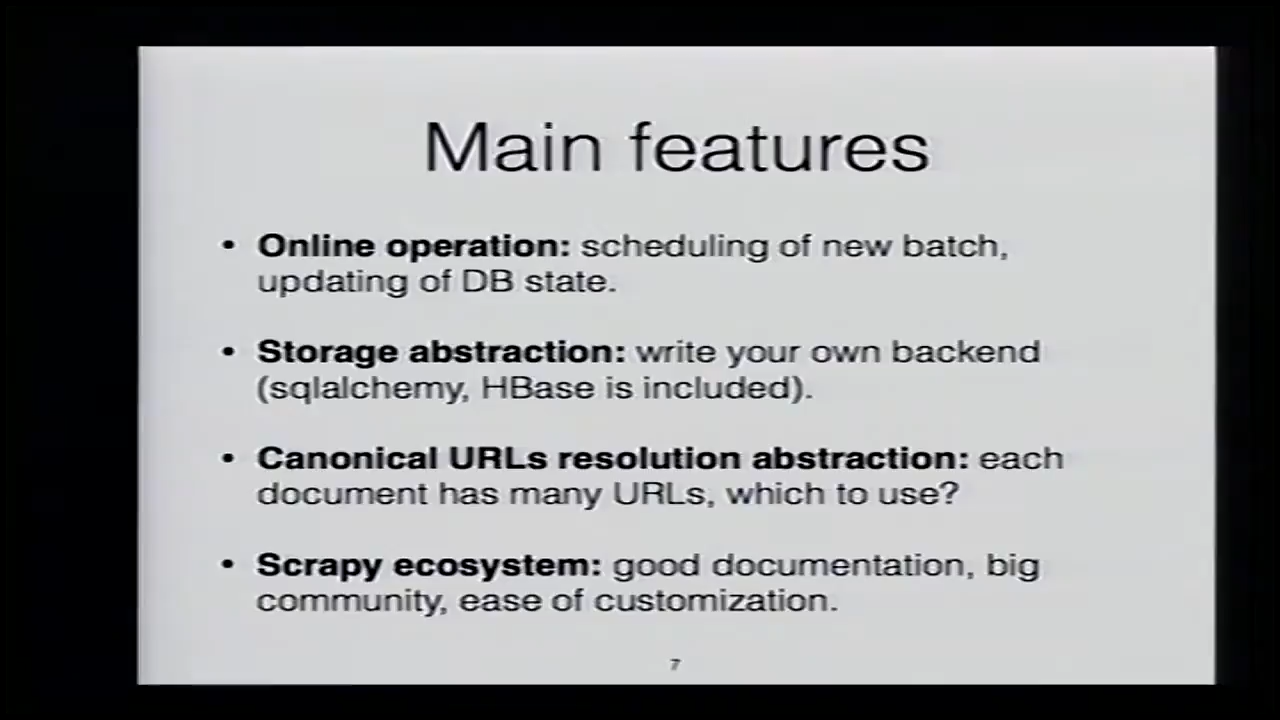 Main features
• Online operation: scheduling of new batch,
updating of DB state.
• Storage abstraction: write your own backend
(sqlalchemy, HBase is included).
• Canonical URLs resolution abstraction: each
document has many URLs, which to use?
• Scrapy ecosystem: good documentation, big
community, ease of customization.
7